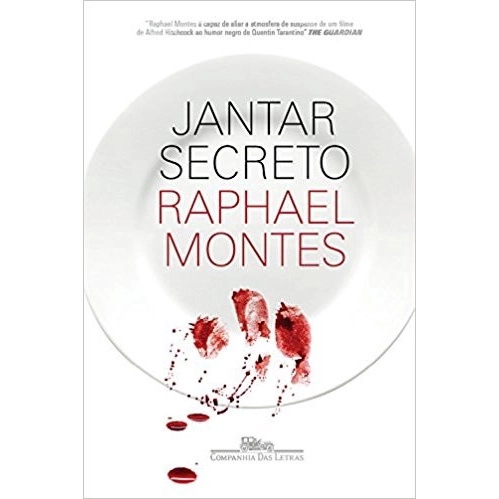 "Raphael Montes é capaz de aliar a atmosfera de suspense de um filme
de Alfred Hitchcock ao humor negro de Quentin Tarantino" THE GUARDIAN
JANTAR
SECRETO
RAPHAEL
MONTES
COMPANHIA DAS LETRAS